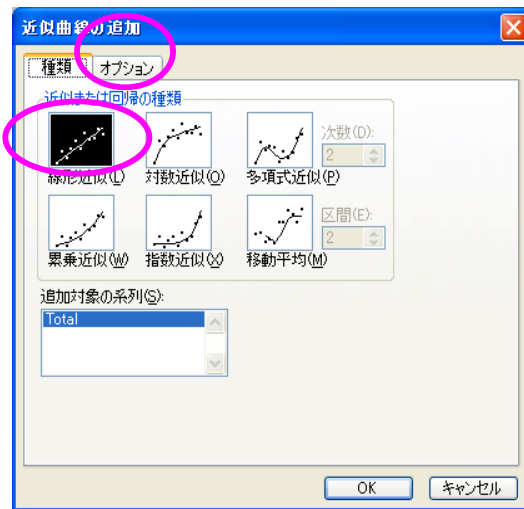 近似曲線の追加
種類 オプション
近似または回帰の種類
線形近似(L) 対数近似(O) 多項式近似(P) 次数(D):
2
累乗近似(W) 指数近似(X) 移動平均(M) 区間(E):
2
追加対象の系列(S):
Total
OK キャンセル